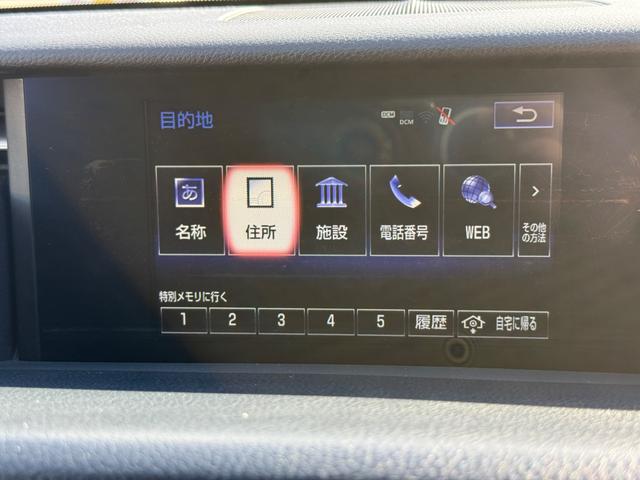 目的地
DCM
DCM
あ
名称
住所
施設
電話番号
WEB
>
その他
の方法
特別メモリに行く
1 2 3 4 5 履歴 自宅に帰る